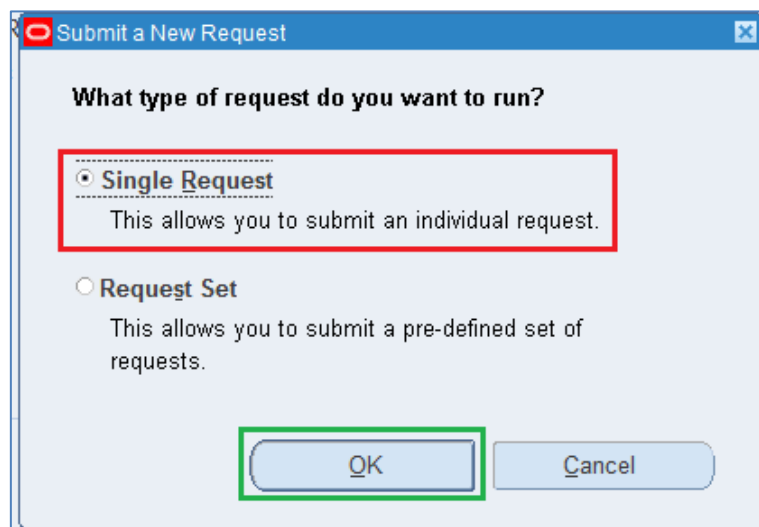 Submit a New Request
What type of request do you want to run?
Single Request
This allows you to submit an individual request.
Request Set
This allows you to submit a pre-defined set of
requests.
OK
Cancel